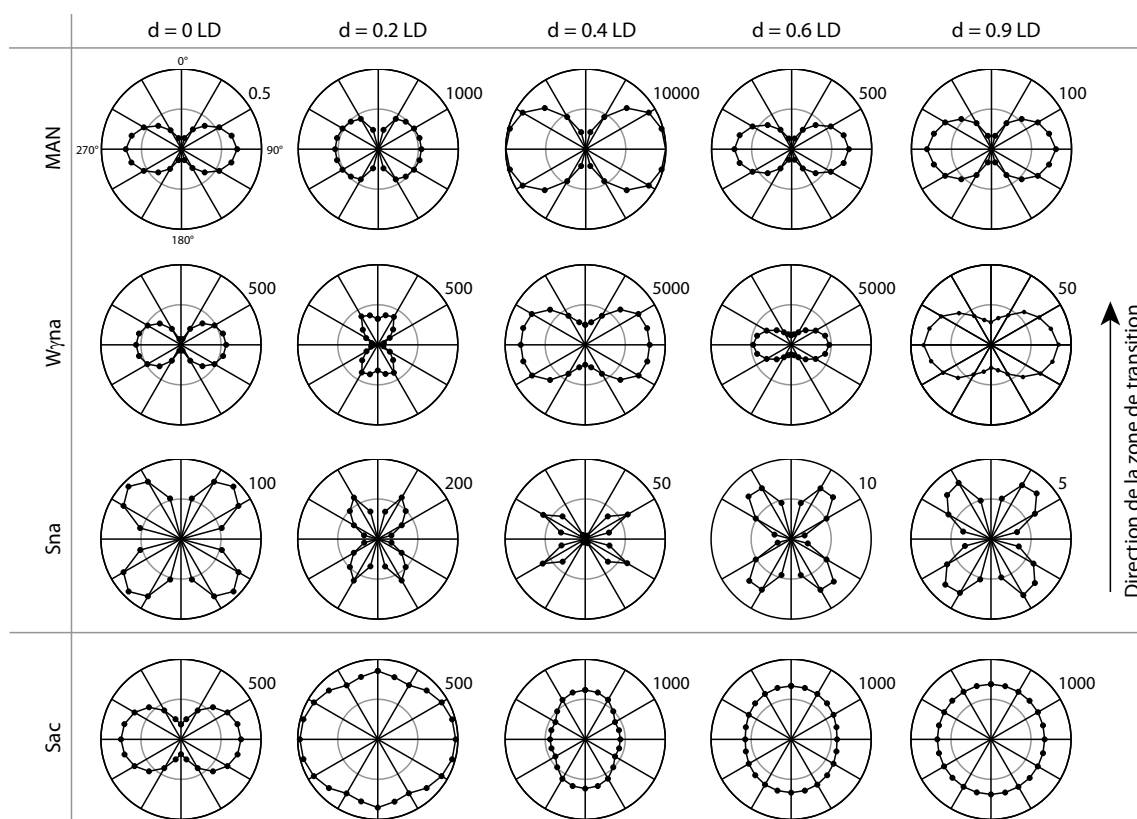 d = 0 LD d = 0.2 LD d = 0.4 LD d = 0.6 LD d = 0.9 LD
MAN 0° 90° 180° 270° 0.5 1000 10000 500 100
Wγna 500 500 5000 5000 50
Sna 100 200 50 10 5
Sac 500 500 1000 1000 1000
Direction de la zone de transition